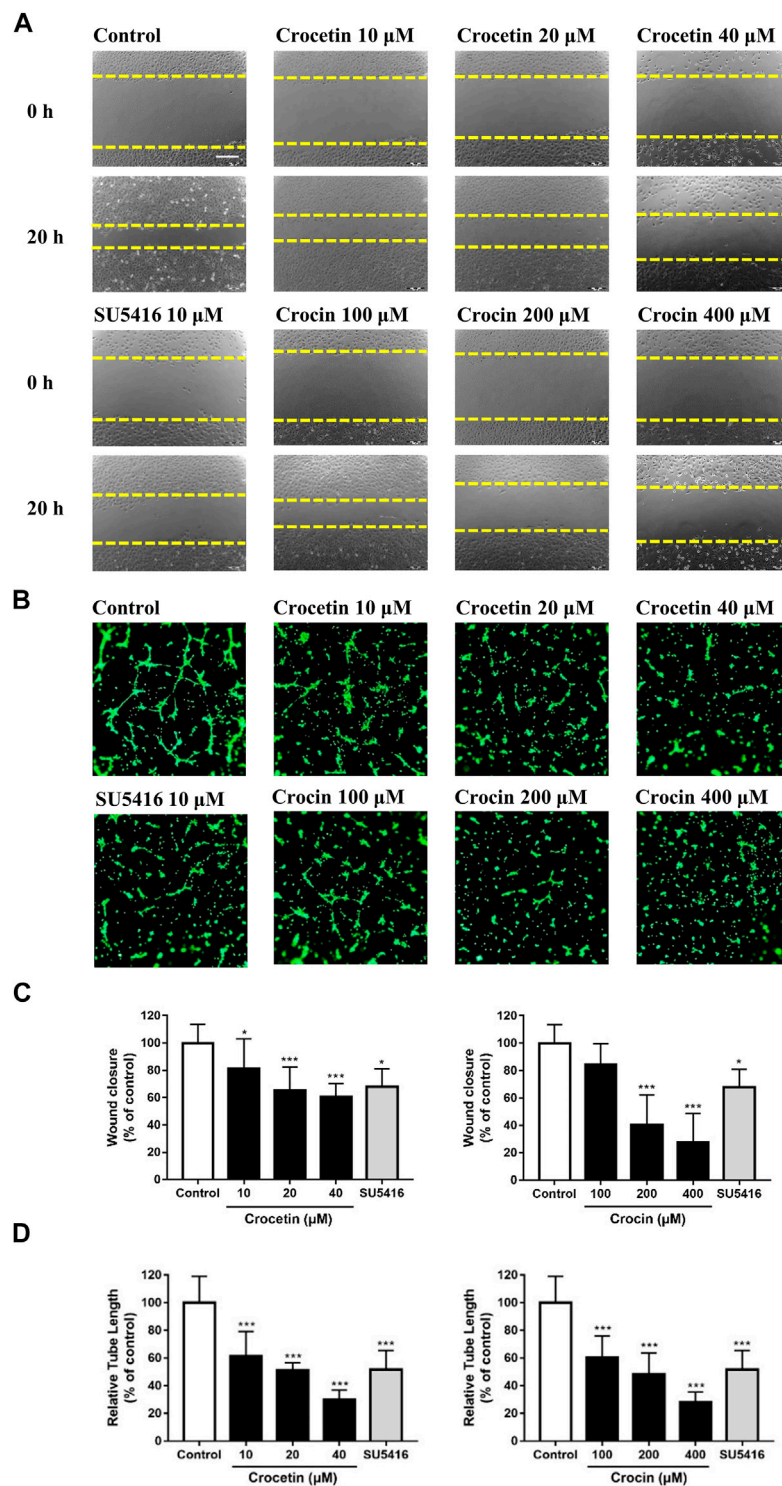 A
Control
Crocetin 10 µM
Crocetin 20 µM
Crocetin 40 µM
0 h
20 h
SU5416 10 µM
Crocin 100 µM
Crocin 200 µM
Crocin 400 µM
0 h
20 h
B
Control
Crocetin 10 µM
Crocetin 20 µM
Crocetin 40 µM
SU5416 10 µM
Crocin 100 µM
Crocin 200 µM
Crocin 400 µM
C
Wound closure
(% of control)
120
100
80
60
40
20
0
*
***
***
*
Control
10
20
40
SU5416
Crocetin (µM)
Wound closure
(% of control)
120
100
80
60
40
20
0
***
***
*
Control
100
200
400
SU5416
Crocin (µM)
D
Relative Tube Length
(% of control)
120
100
80
60
40
20
0
***
***
***
***
Control
10
20
40
SU5416
Crocetin (µM)
Relative Tube Length
(% of control)
120
100
80
60
40
20
0
***
***
***
***
Control
100
200
400
SU5416
Crocin (µM)